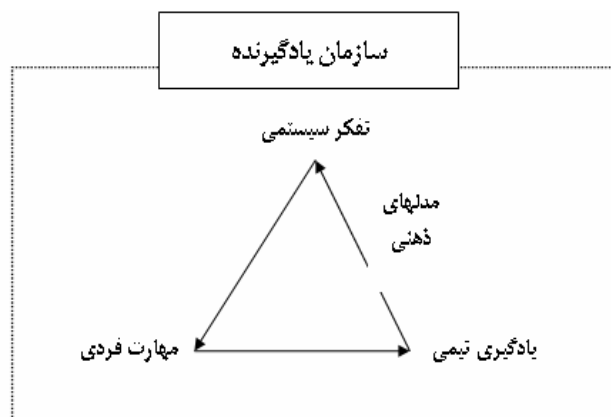 سازمان یادگیرنده
تفکر سیستمی
مدلهای
ذهنی
یادگیری تیمی
مهارت فردی